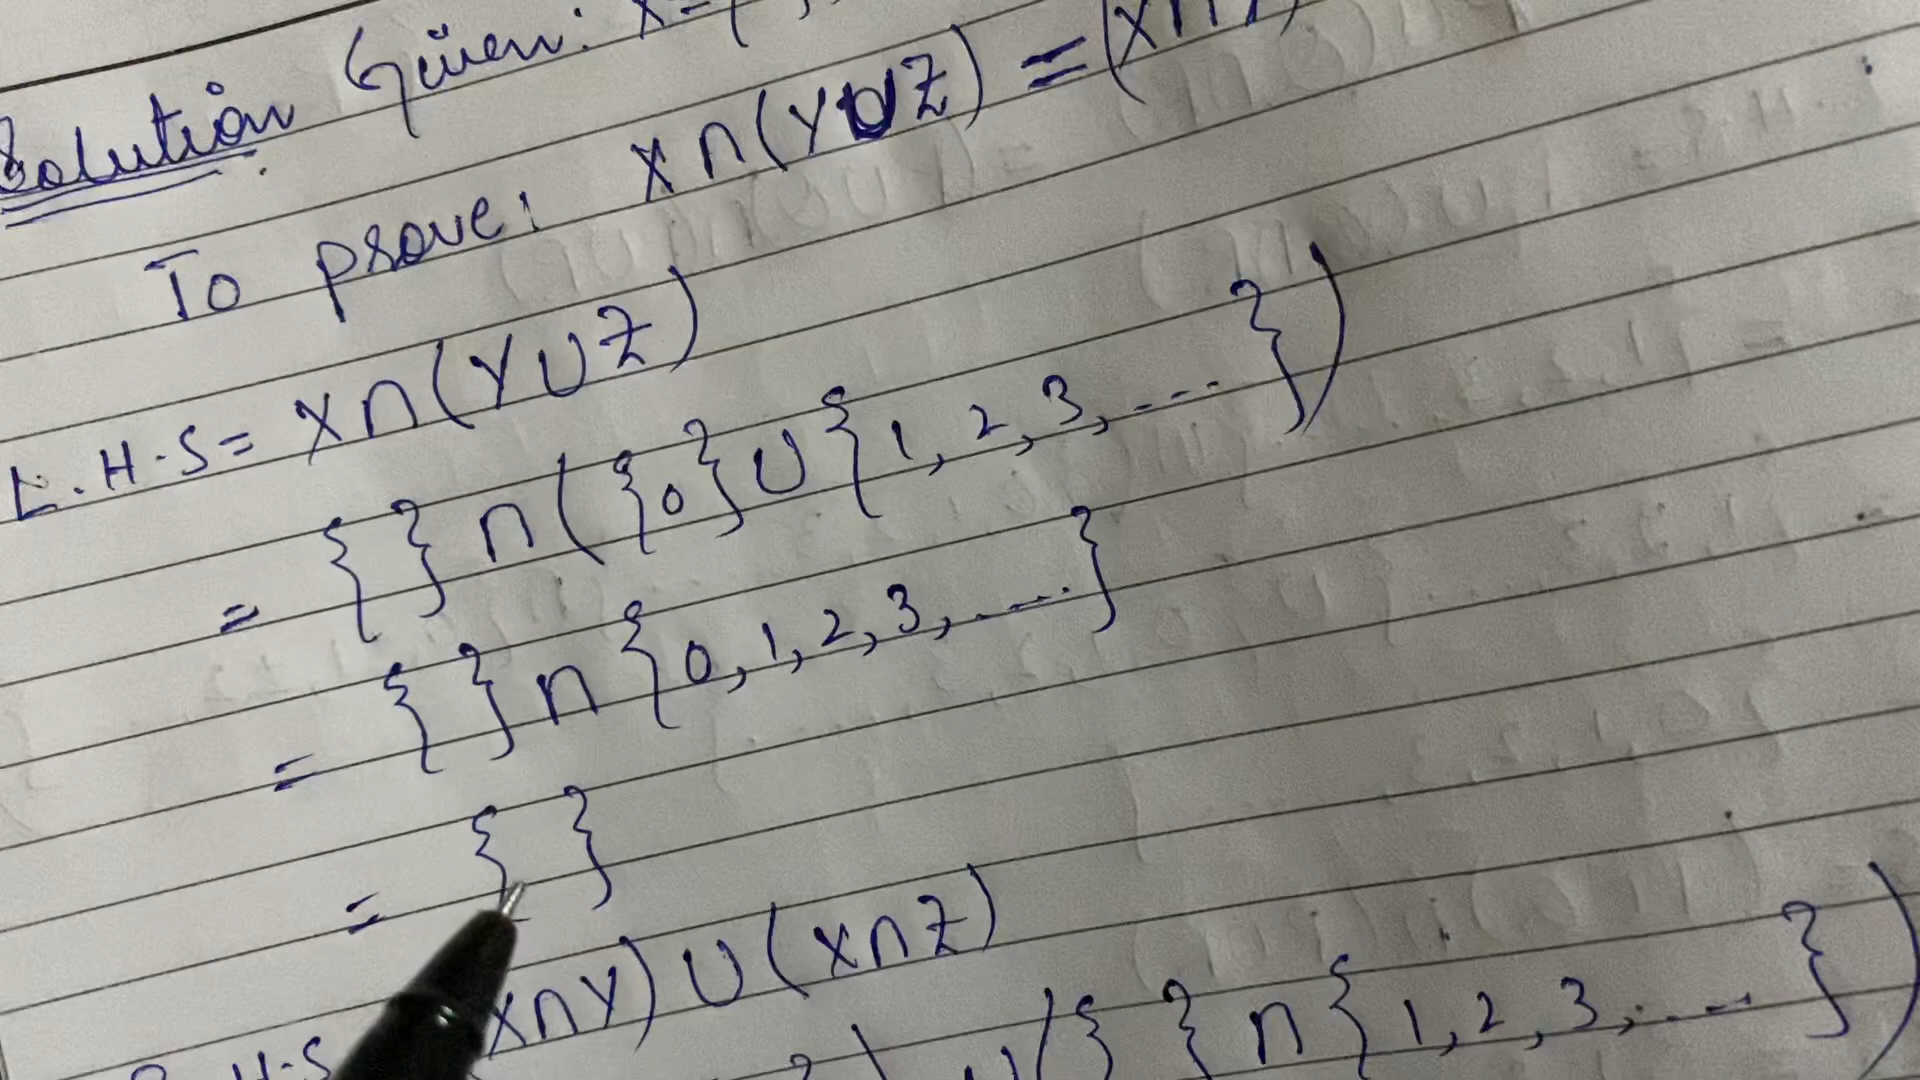 Solution Given: X = {
To prove: X∩(Y∪Z) = (X∩Y)
L.H.S = X∩(Y∪Z)
= { } ∩ ({0} ∪ {1, 2, 3, ....})
= { } ∩ {0, 1, 2, 3, .....}
= { }
R.H.S (X∩Y) ∪ (X∩Z)
∪ ({ } ∩ {1, 2, 3, ....})